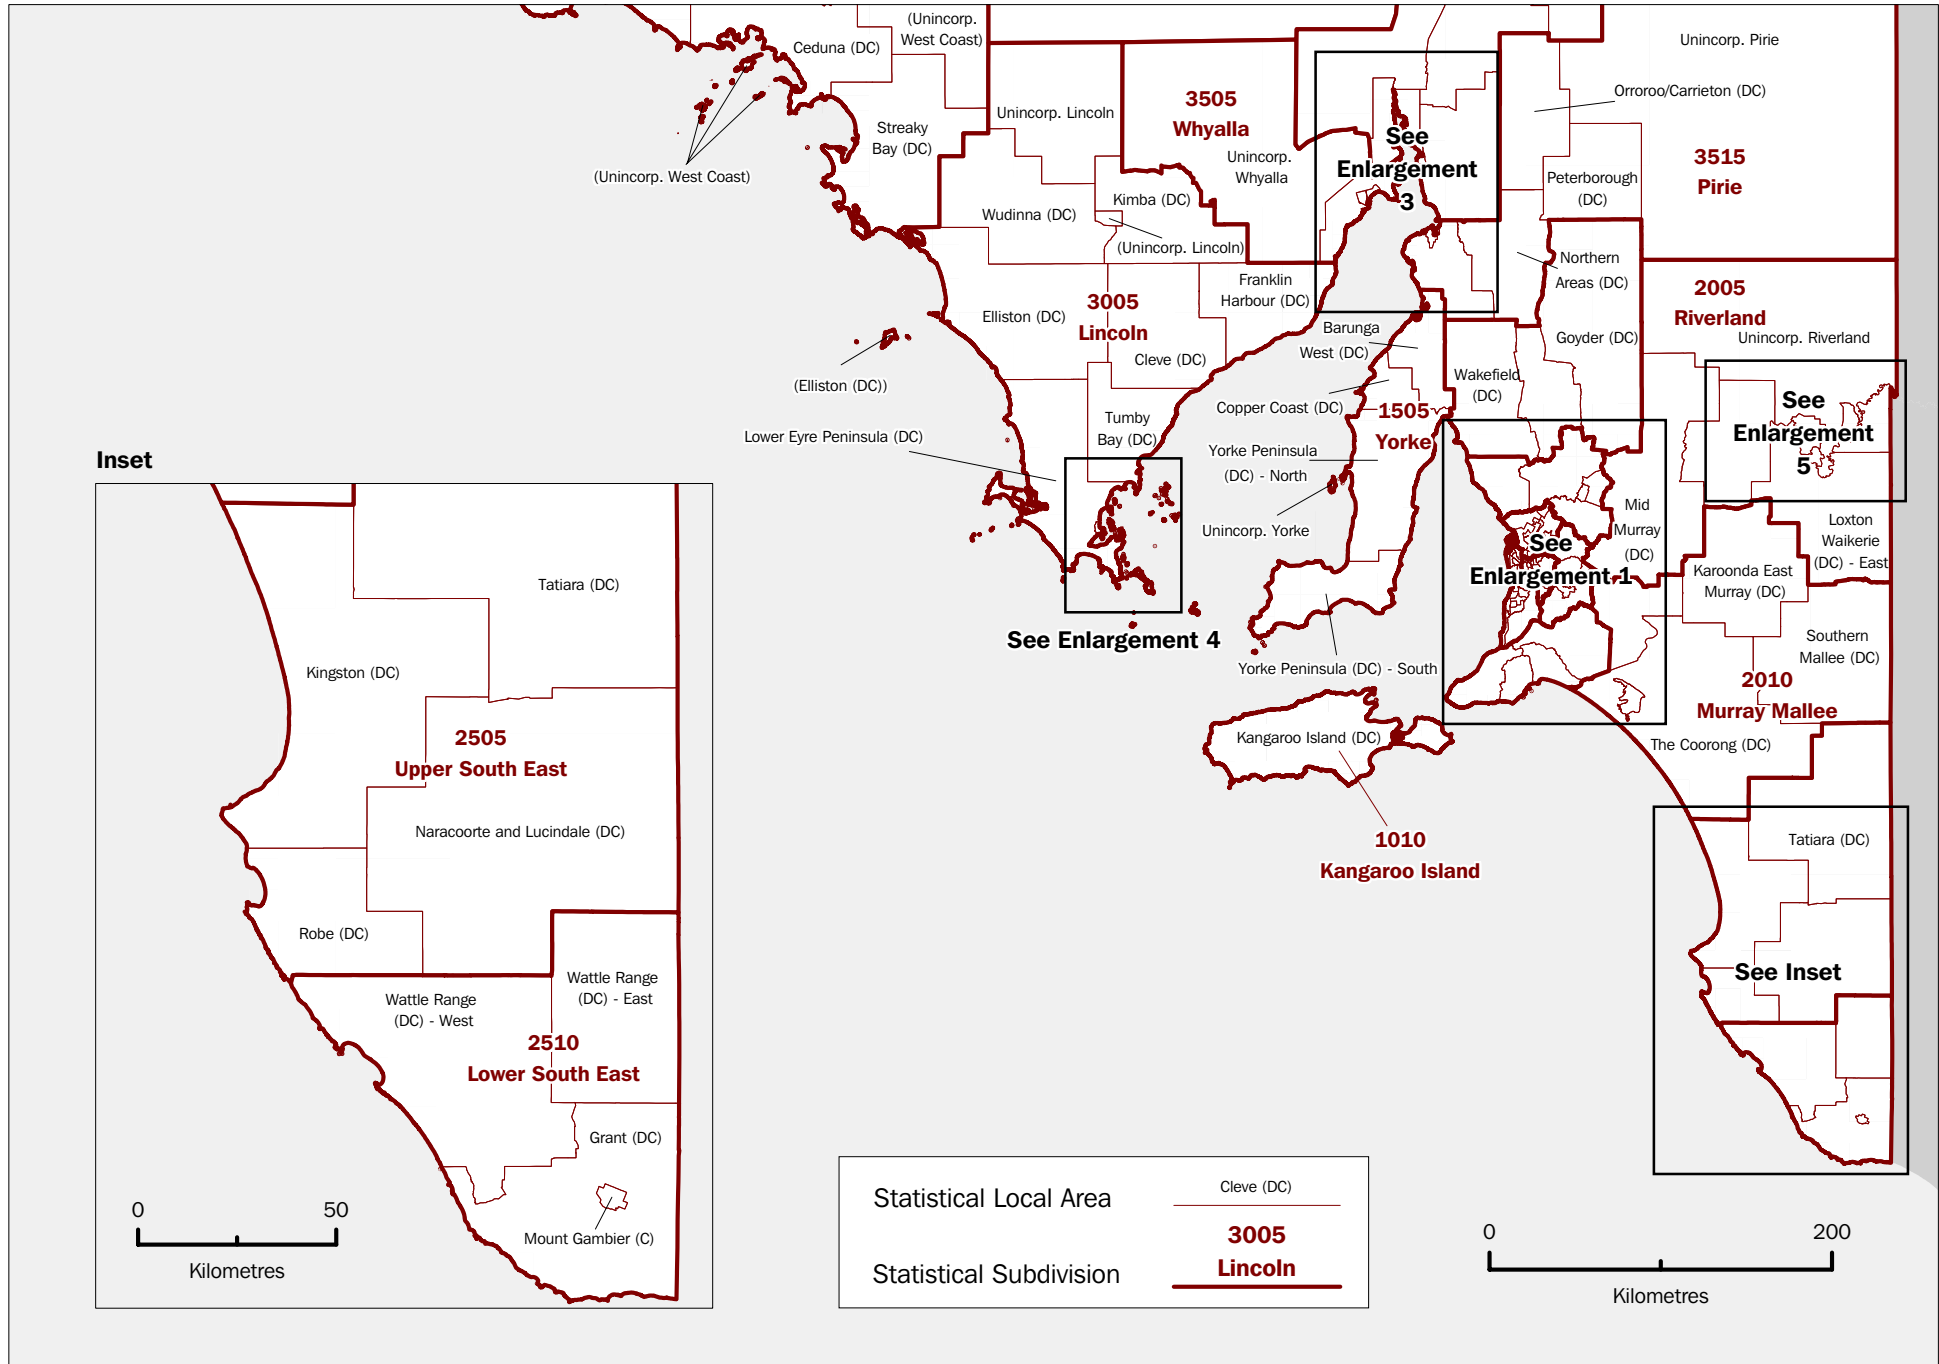 (Unincorp.
West Coast)
Ceduna (DC)
Unincorp. Pirie
Orroroo/Carrieton (DC)
3505
Whyalla
Unincorp. Lincoln
Streaky
Bay (DC)
See
Enlargement
3
Unincorp.
Whyalla
3515
Pirie
(Unincorp. West Coast)
Peterborough
(DC)
Kimba (DC)
Wudinna (DC)
(Unincorp. Lincoln)
Northern
Areas (DC)
Franklin
Harbour (DC)
2005
Riverland
3005
Lincoln
Elliston (DC)
Barunga
West (DC)
Goyder (DC)
Unincorp. Riverland
Cleve (DC)
(Elliston (DC))
Wakefield
(DC)
Copper Coast (DC)
1505
Yorke
See
Enlargement
5
Tumby
Bay (DC)
Lower Eyre Peninsula (DC)
Yorke Peninsula
(DC) - North
Unincorp. Yorke
Mid
Murray
(DC)
Loxton
Waikerie
(DC) - East
See
Enlargement 1
Karoonda East
Murray (DC)
See Enlargement 4
Southern
Mallee (DC)
Yorke Peninsula (DC) - South
2010
Murray Mallee
Kangaroo Island (DC)
The Coorong (DC)
1010
Kangaroo Island
Tatiara (DC)
See Inset
Inset
Tatiara (DC)
Kingston (DC)
2505
Upper South East
Naracoorte and Lucindale (DC)
Robe (DC)
Wattle Range
(DC) - East
Wattle Range
(DC) - West
2510
Lower South East
Grant (DC)
Mount Gambier (C)
0 50
Kilometres
Statistical Local Area
Cleve (DC)
3005
Lincoln
Statistical Subdivision
0 200
Kilometres